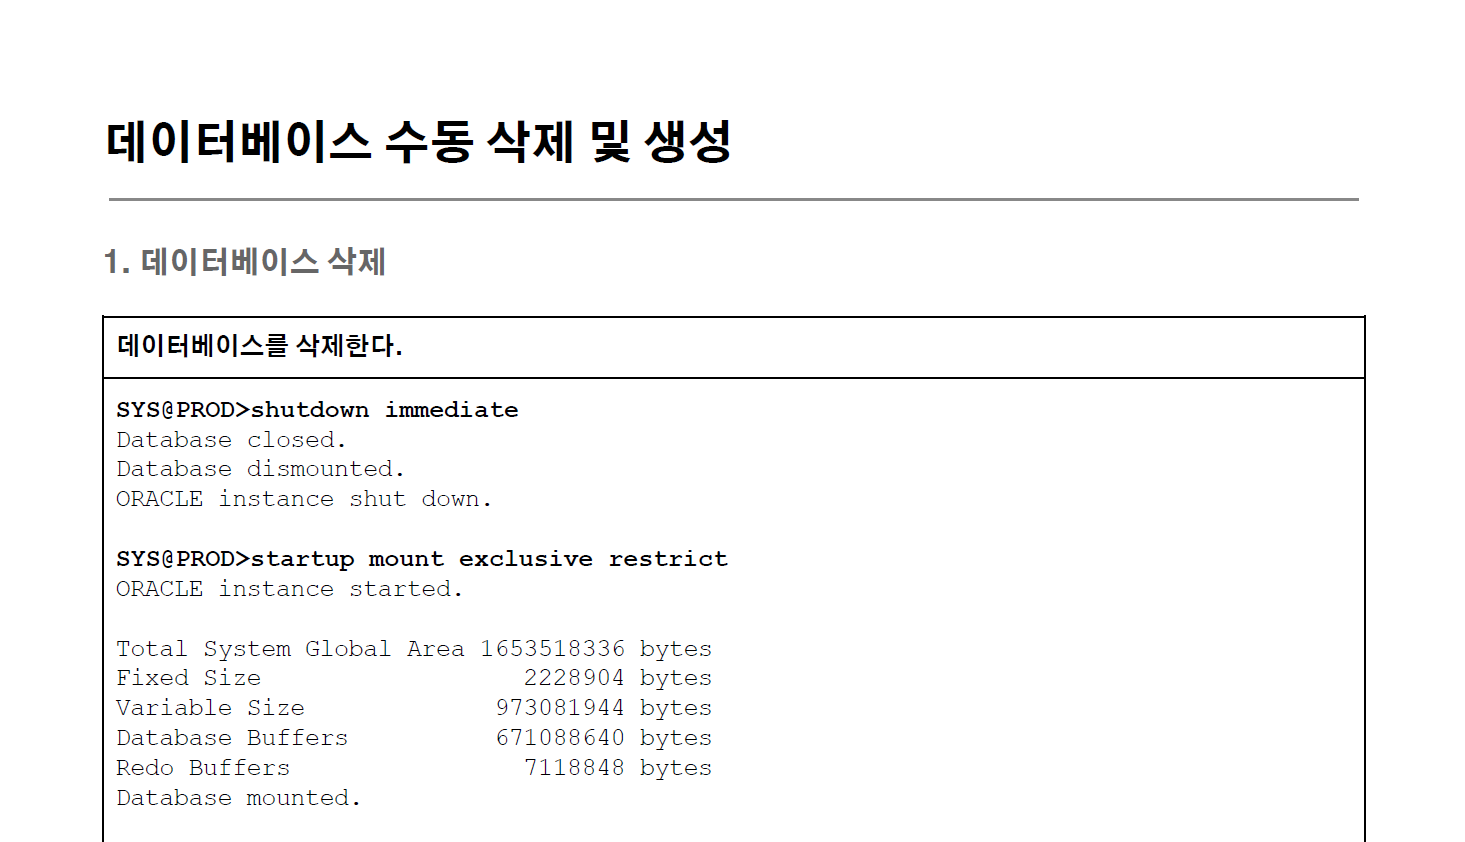 데이터베이스 수동 삭제 및 생성
1. 데이터베이스 삭제
데이터베이스를 삭제한다.
SYS@PROD>shutdown immediate
Database closed.
Database dismounted.
ORACLE instance shut down.
SYS@PROD>startup mount exclusive restrict
ORACLE instance started.
Total System Global Area 1653518336 bytes
Fixed Size                  2228904 bytes
Variable Size             973081944 bytes
Database Buffers          671088640 bytes
Redo Buffers                7118848 bytes
Database mounted.